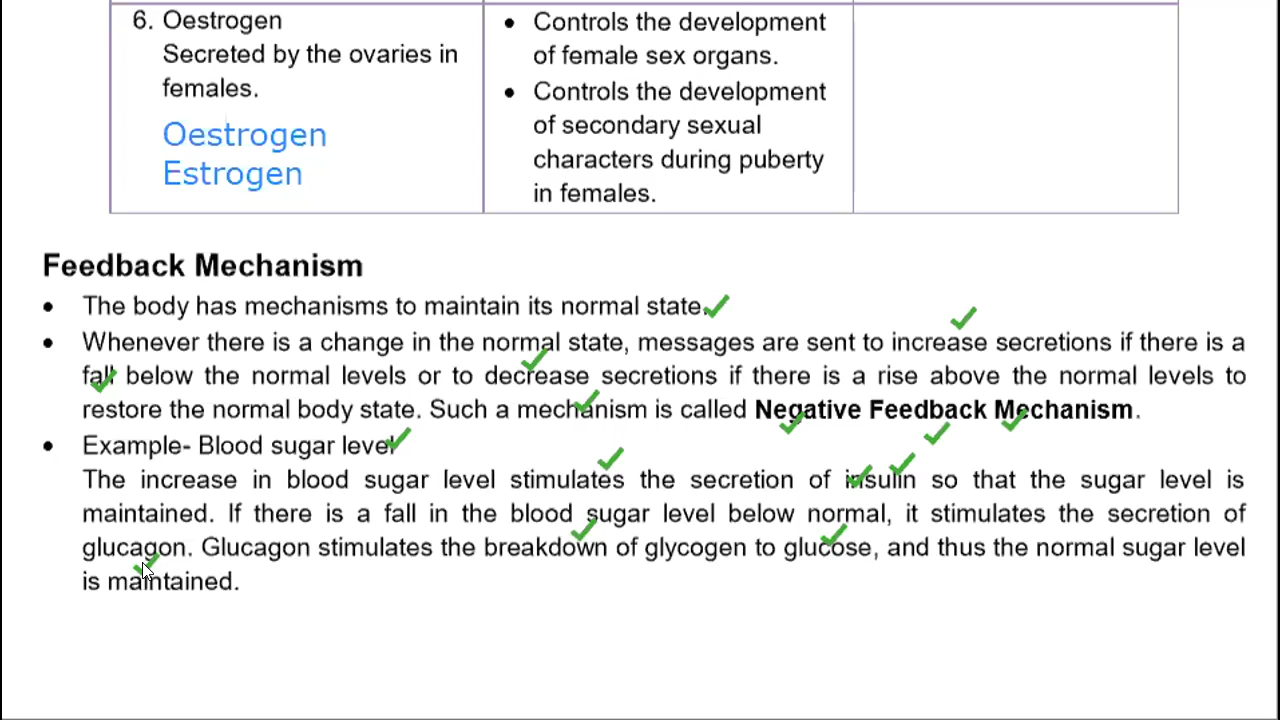 6. Oestrogen
Secreted by the ovaries in
females.
Oestrogen
Estrogen
• Controls the development
of female sex organs.
• Controls the development
of secondary sexual
characters during puberty
in females.
Feedback Mechanism
• The body has mechanisms to maintain its normal state.
• Whenever there is a change in the normal state, messages are sent to increase secretions if there is a
fall below the normal levels or to decrease secretions if there is a rise above the normal levels to
restore the normal body state. Such a mechanism is called Negative Feedback Mechanism.
• Example- Blood sugar level
The increase in blood sugar level stimulates the secretion of insulin so that the sugar level is
maintained. If there is a fall in the blood sugar level below normal, it stimulates the secretion of
glucagon. Glucagon stimulates the breakdown of glycogen to glucose, and thus the normal sugar level
is maintained.